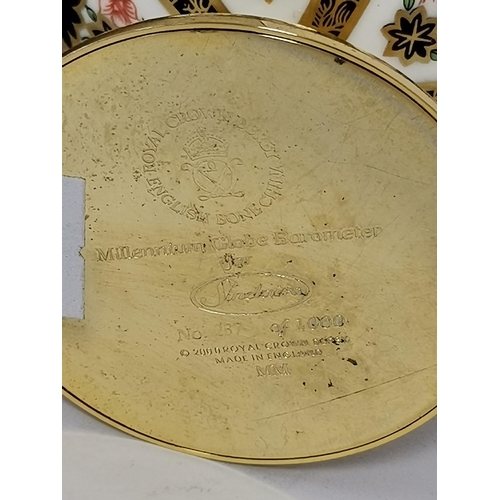 ROYAL CROWN DERBY
ENGLISH BONE CHINA
Millennium Globe Barometer
For
Sinclairs
No. 137 of 1000
© 2000 ROYAL CROWN DERBY
MADE IN ENGLAND
MM